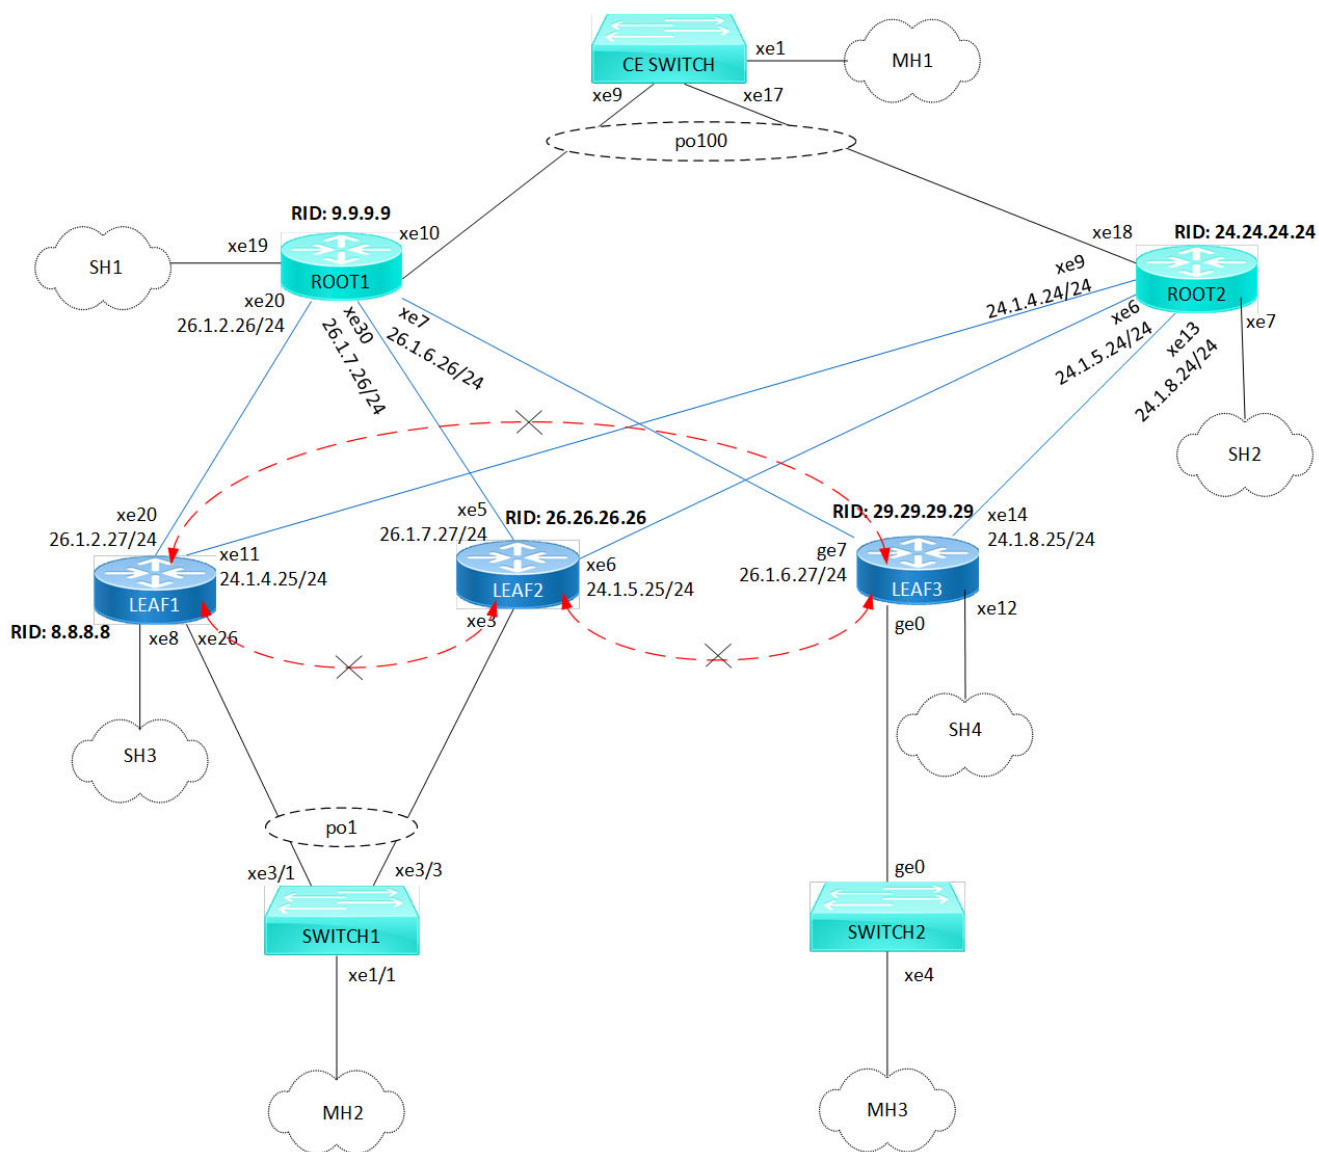 xe1
MH1
CE SWITCH
xe9
xe17
po100
RID: 9.9.9.9
xe10
xe18
RID: 24.24.24.24
xe19
SH1
ROOT1
xe9
24.1.4.24/24
ROOT2
xe20
26.1.2.26/24
xe30
26.1.7.26/24
xe7
26.1.6.26/24
xe6
24.1.5.24/24
xe13
24.1.8.24/24
xe7
SH2
xe20
26.1.2.27/24
xe5
26.1.7.27/24
RID: 26.26.26.26
RID: 29.29.29.29
xe14
24.1.8.25/24
xe11
24.1.4.25/24
xe6
24.1.5.25/24
ge7
26.1.6.27/24
LEAF1
LEAF2
LEAF3
RID: 8.8.8.8
xe8
xe26
xe3
ge0
xe12
SH3
SH4
po1
xe3/1
xe3/3
ge0
SWITCH1
SWITCH2
xe1/1
xe4
MH2
MH3